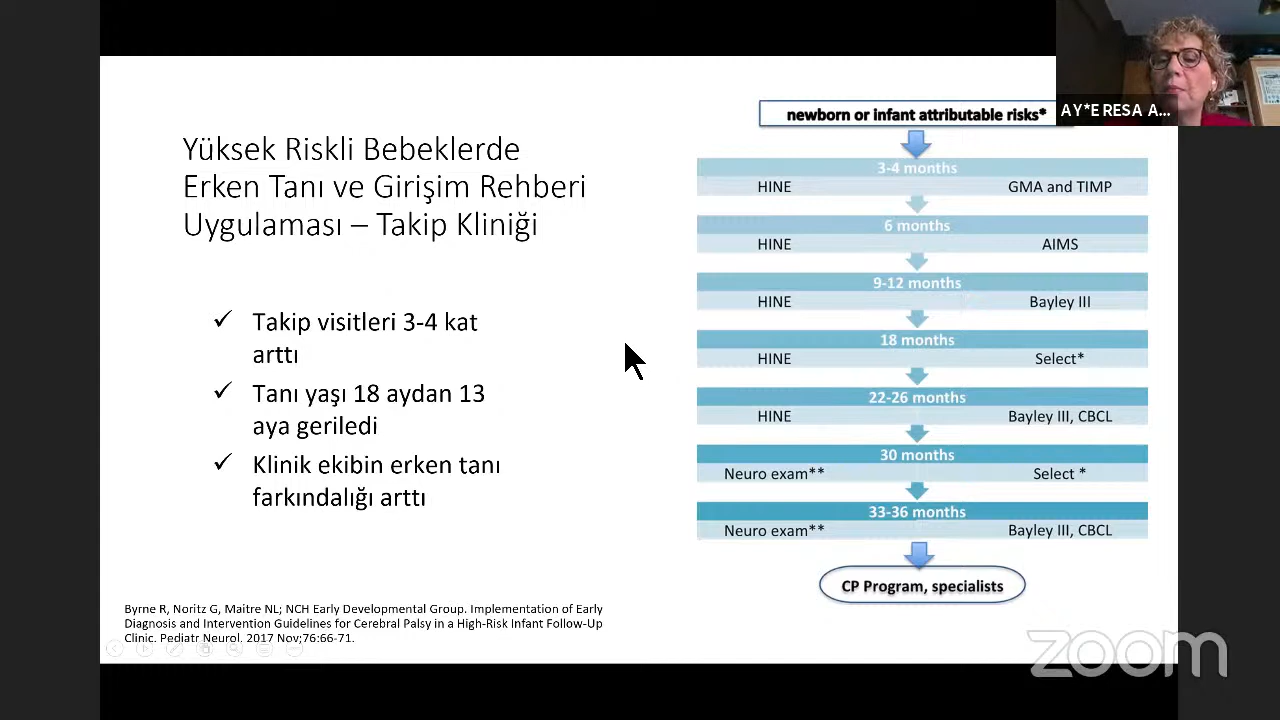 Yüksek Riskli Bebeklerde
Erken Tanı ve Girişim Rehberi
Uygulaması – Takip Kliniği
✓ Takip visitleri 3-4 kat
arttı
✓ Tanı yaşı 18 aydan 13
aya geriledi
✓ Klinik ekibin erken tanı
farkındalığı arttı
Byrne R, Noritz G, Maitre NL; NCH Early Developmental Group. Implementation of Early
Diagnosis and Intervention Guidelines for Cerebral Palsy in a High-Risk Infant Follow-Up
Clinic. Pediatr Neurol. 2017 Nov;76:66-71.
newborn or infant attributable risks*
3-4 months
HINE GMA and TIMP
6 months
HINE AIMS
9-12 months
HINE Bayley III
18 months
HINE Select*
22-26 months
HINE Bayley III, CBCL
30 months
Neuro exam** Select *
33-36 months
Neuro exam** Bayley III, CBCL
CP Program, specialists
AY*E RESA A...
zoom